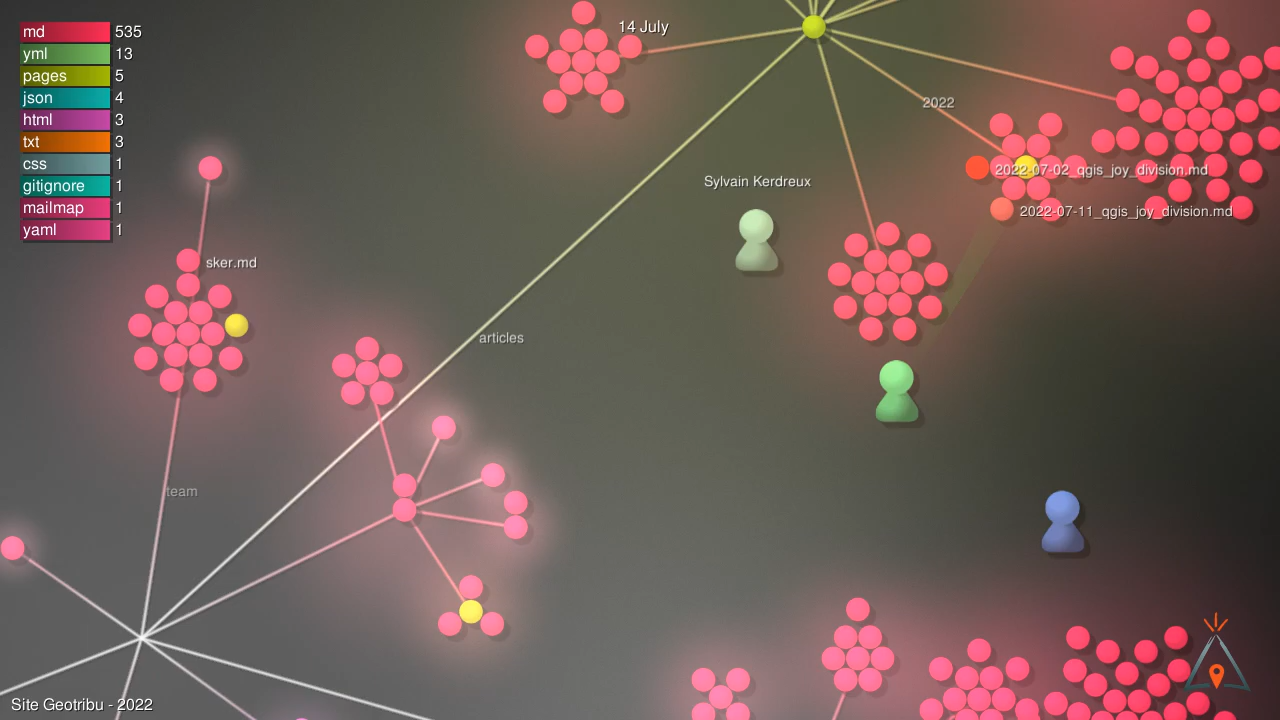 md 535
yml 13
pages 5
json 4
html 3
txt 3
css 1
gitignore 1
mailmap 1
yaml 1
14 July
2022
2022-07-02_qgis_joy_division.md
2022-07-11_qgis_joy_division.md
Sylvain Kerdreux
sker.md
articles
team
Site Geotribu - 2022